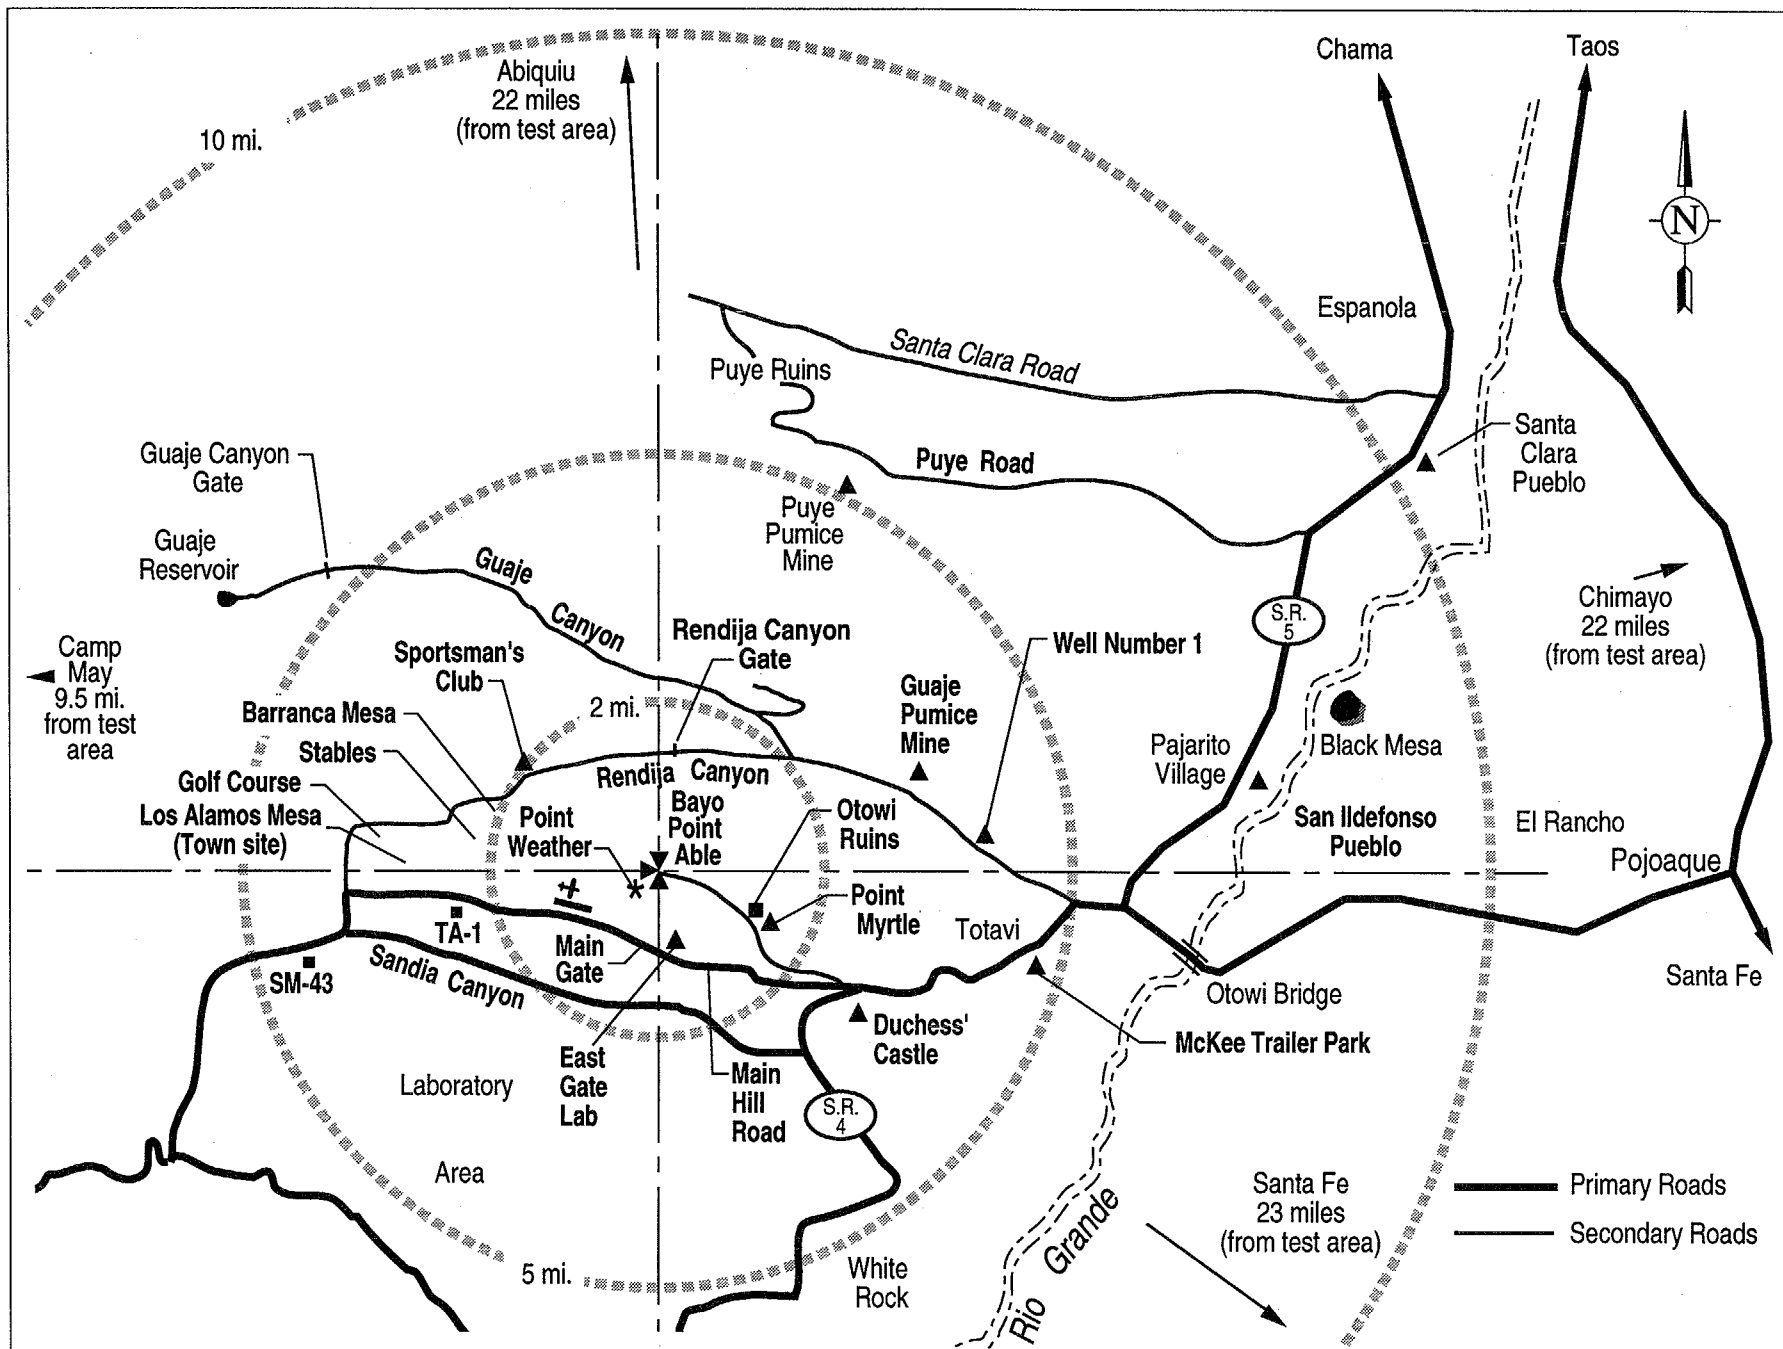 Chama
Taos
Abiquiu
22 miles
(from test area)
10 mi.
N
Espanola
Santa Clara Road
Puye Ruins
Santa
Clara
Pueblo
Puye Road
Guaje Canyon
Gate
Puye
Pumice
Mine
Guaje
Reservoir
Guaje
Canyon
S.R.
5
Chimayo
22 miles
(from test area)
Camp
May
9.5 mi.
from test
area
Sportsman's
Club
Rendija Canyon
Gate
Well Number 1
Guaje
Pumice
Mine
Barranca Mesa
2 mi.
Stables
Golf Course
Los Alamos Mesa
(Town site)
Rendija Canyon
Pajarito
Village
Black Mesa
Point
Weather
Bayo
Point
Able
Otowi
Ruins
San Ildefonso
Pueblo
El Rancho
Pojoaque
TA-1
Main
Gate
Point
Myrtle
Totavi
SM-43
Sandia Canyon
Otowi Bridge
Santa Fe
Duchess'
Castle
McKee Trailer Park
East
Gate
Lab
Main
Hill
Road
Laboratory
S.R.
4
Area
Santa Fe
23 miles
(from test area)
Primary Roads
Secondary Roads
5 mi.
White
Rock
Rio Grande